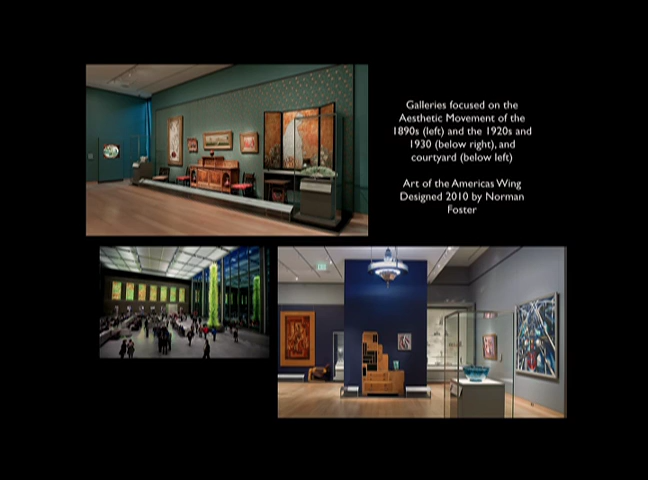 Galleries focused on the
Aesthetic Movement of the
1890s (left) and the 1920s and
1930 (below right), and
courtyard (below left)
Art of the Americas Wing
Designed 2010 by Norman
Foster